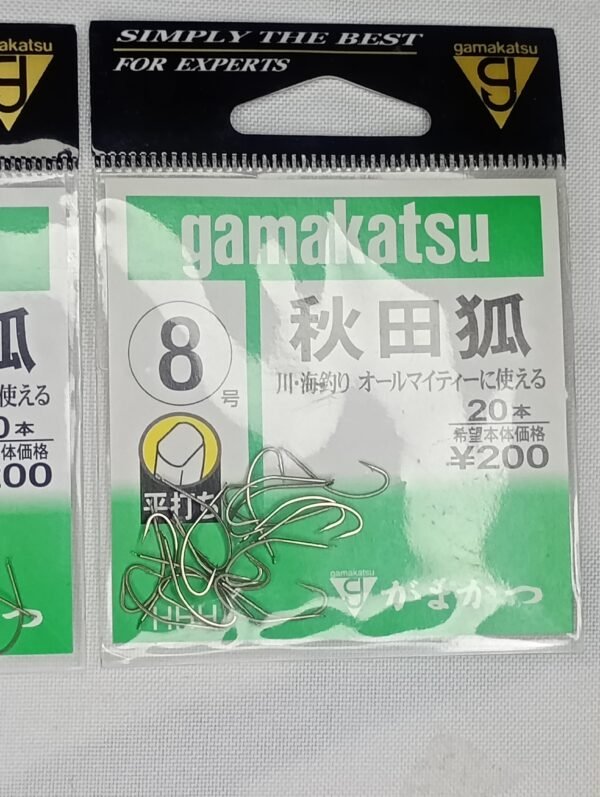 SIMPLY THE BEST
FOR EXPERTS
gamakatsu
gamakatsu
8号
秋田狐
川・海釣り オールマイティーに使える
20本
希望本体価格
¥200
平打ち
gamakatsu
がまかつ
akatsu
狐
使える
0本
体価格
200
つ